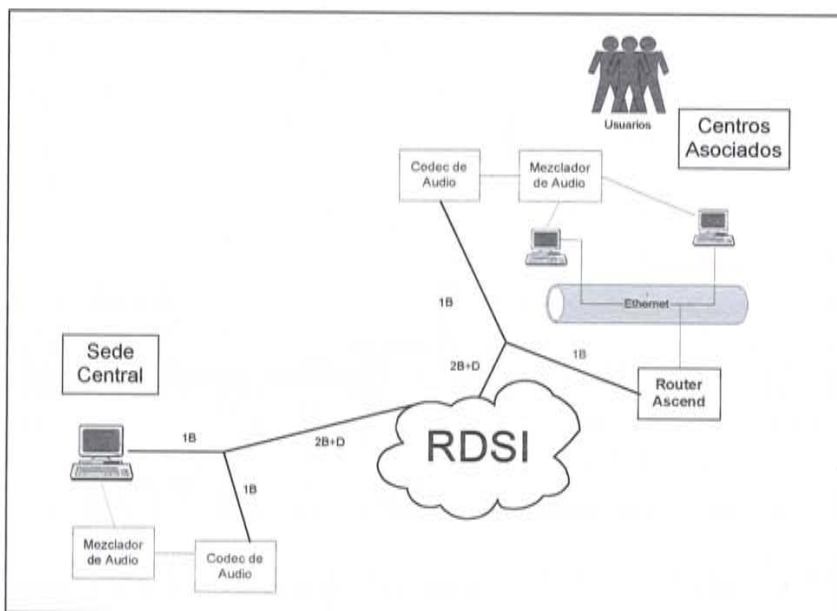 Usuarios
Centros
Asociados
Codec de
Audio
Mezclador
de Audio
1B
Ethernet
Sede
Central
2B+D
1B
Router
Ascend
1B
2B+D
RDSI
1B
Mezclador
de Audio
Codec de
Audio